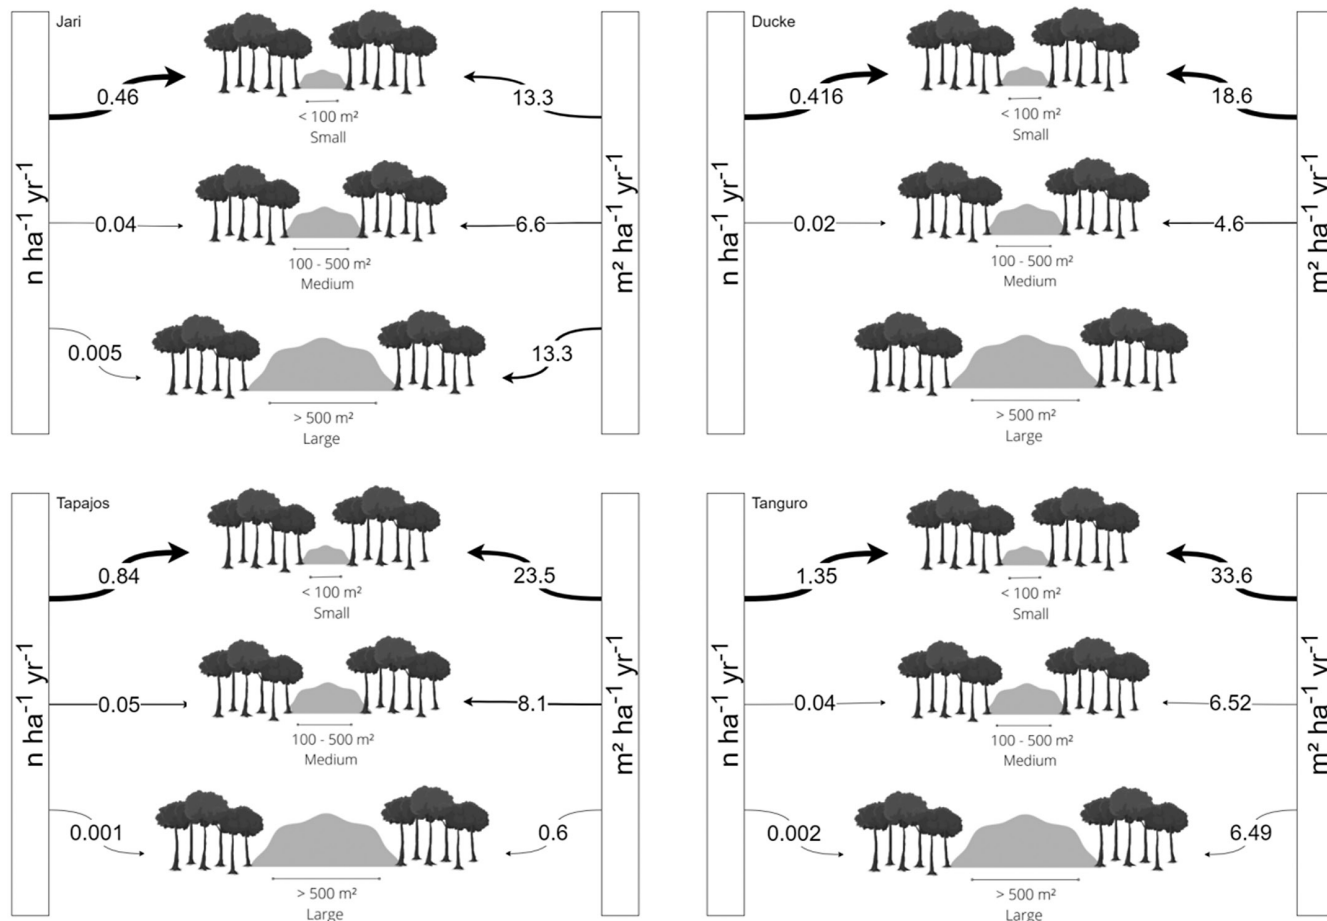 Jari
n ha⁻¹ yr⁻¹
0.46
13.3
< 100 m²
Small
0.04
6.6
100 - 500 m²
Medium
0.005
13.3
> 500 m²
Large
m² ha⁻¹ yr⁻¹
Ducke
n ha⁻¹ yr⁻¹
0.416
18.6
< 100 m²
Small
0.02
4.6
100 - 500 m²
Medium
> 500 m²
Large
m² ha⁻¹ yr⁻¹
Tapajos
n ha⁻¹ yr⁻¹
0.84
23.5
< 100 m²
Small
0.05
8.1
100 - 500 m²
Medium
0.001
0.6
> 500 m²
Large
m² ha⁻¹ yr⁻¹
Tanguro
n ha⁻¹ yr⁻¹
1.35
33.6
< 100 m²
Small
0.04
6.52
100 - 500 m²
Medium
0.002
6.49
> 500 m²
Large
m² ha⁻¹ yr⁻¹